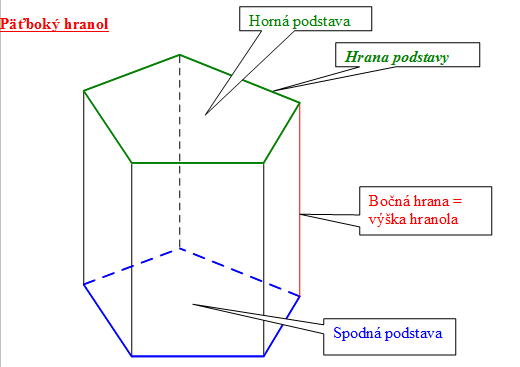 Päťboký hranol
Horná podstava
Hrana podstavy
Bočná hrana =
výška hranola
Spodná podstava